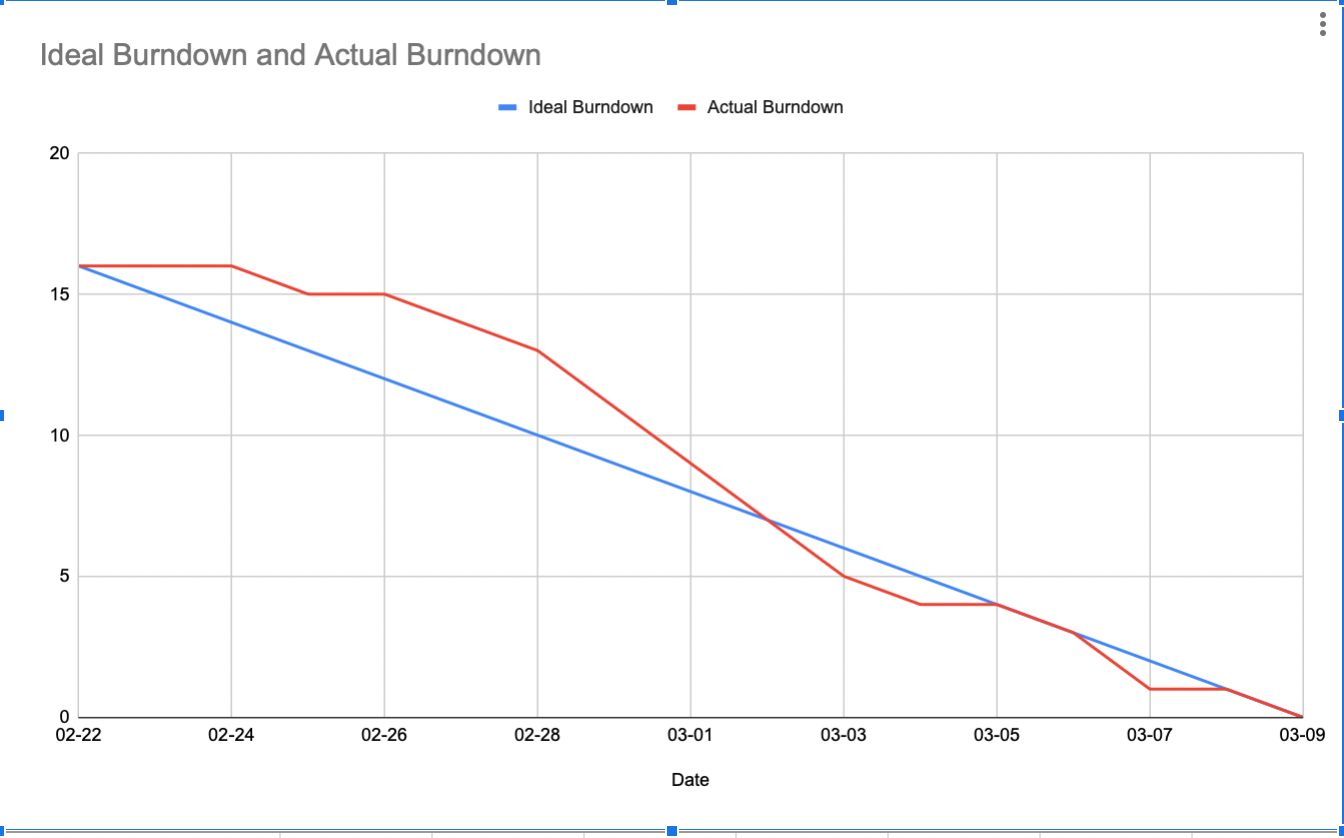 Ideal Burndown and Actual Burndown
Ideal Burndown Actual Burndown
20
15
10
5
0
02-22 02-24 02-26 02-28 03-01 03-03 03-05 03-07 03-09
Date